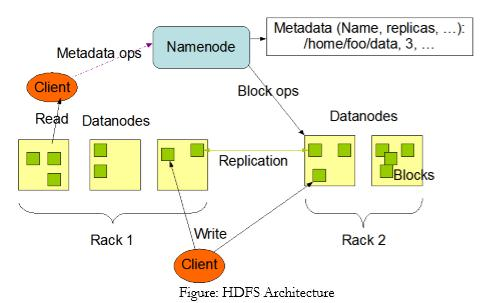 Metadata (Name, replicas, ...):
/home/foo/data, 3, ...
Namenode
Metadata ops
Client
Block ops
Read
Datanodes
Datanodes
Replication
Blocks
Rack 1
Write
Rack 2
Client
Figure: HDFS Architecture